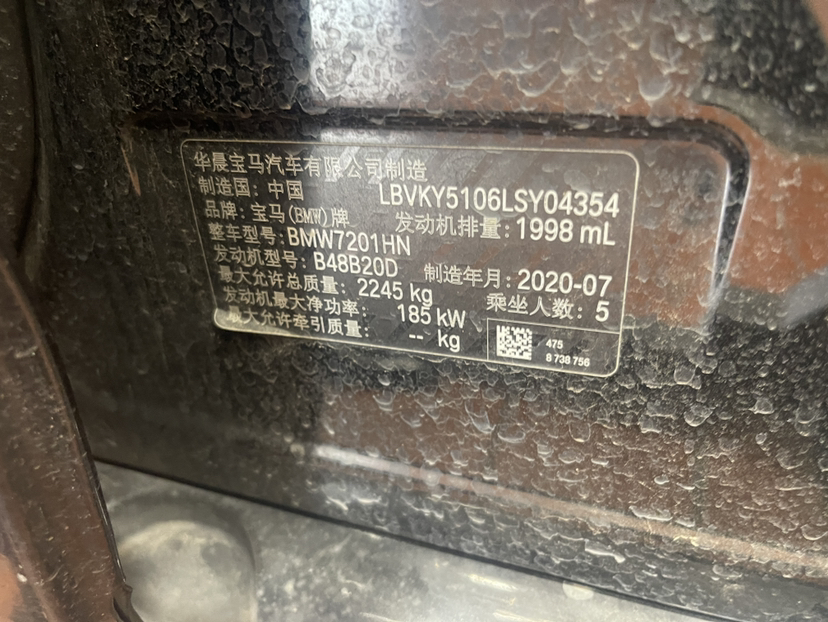 华晨宝马汽车有限公司制造
制造国：中国 LBVKY5106LSY04354
品牌：宝马(BMW)牌 发动机排量：1998 mL
整车型号：BMW7201HN
发动机型号：B48B20D 制造年月：2020-07
最大允许总质量：2245 kg 乘坐人数：5
发动机最大净功率：185 kW
最大允许牵引质量：-- kg
475
8 738 756